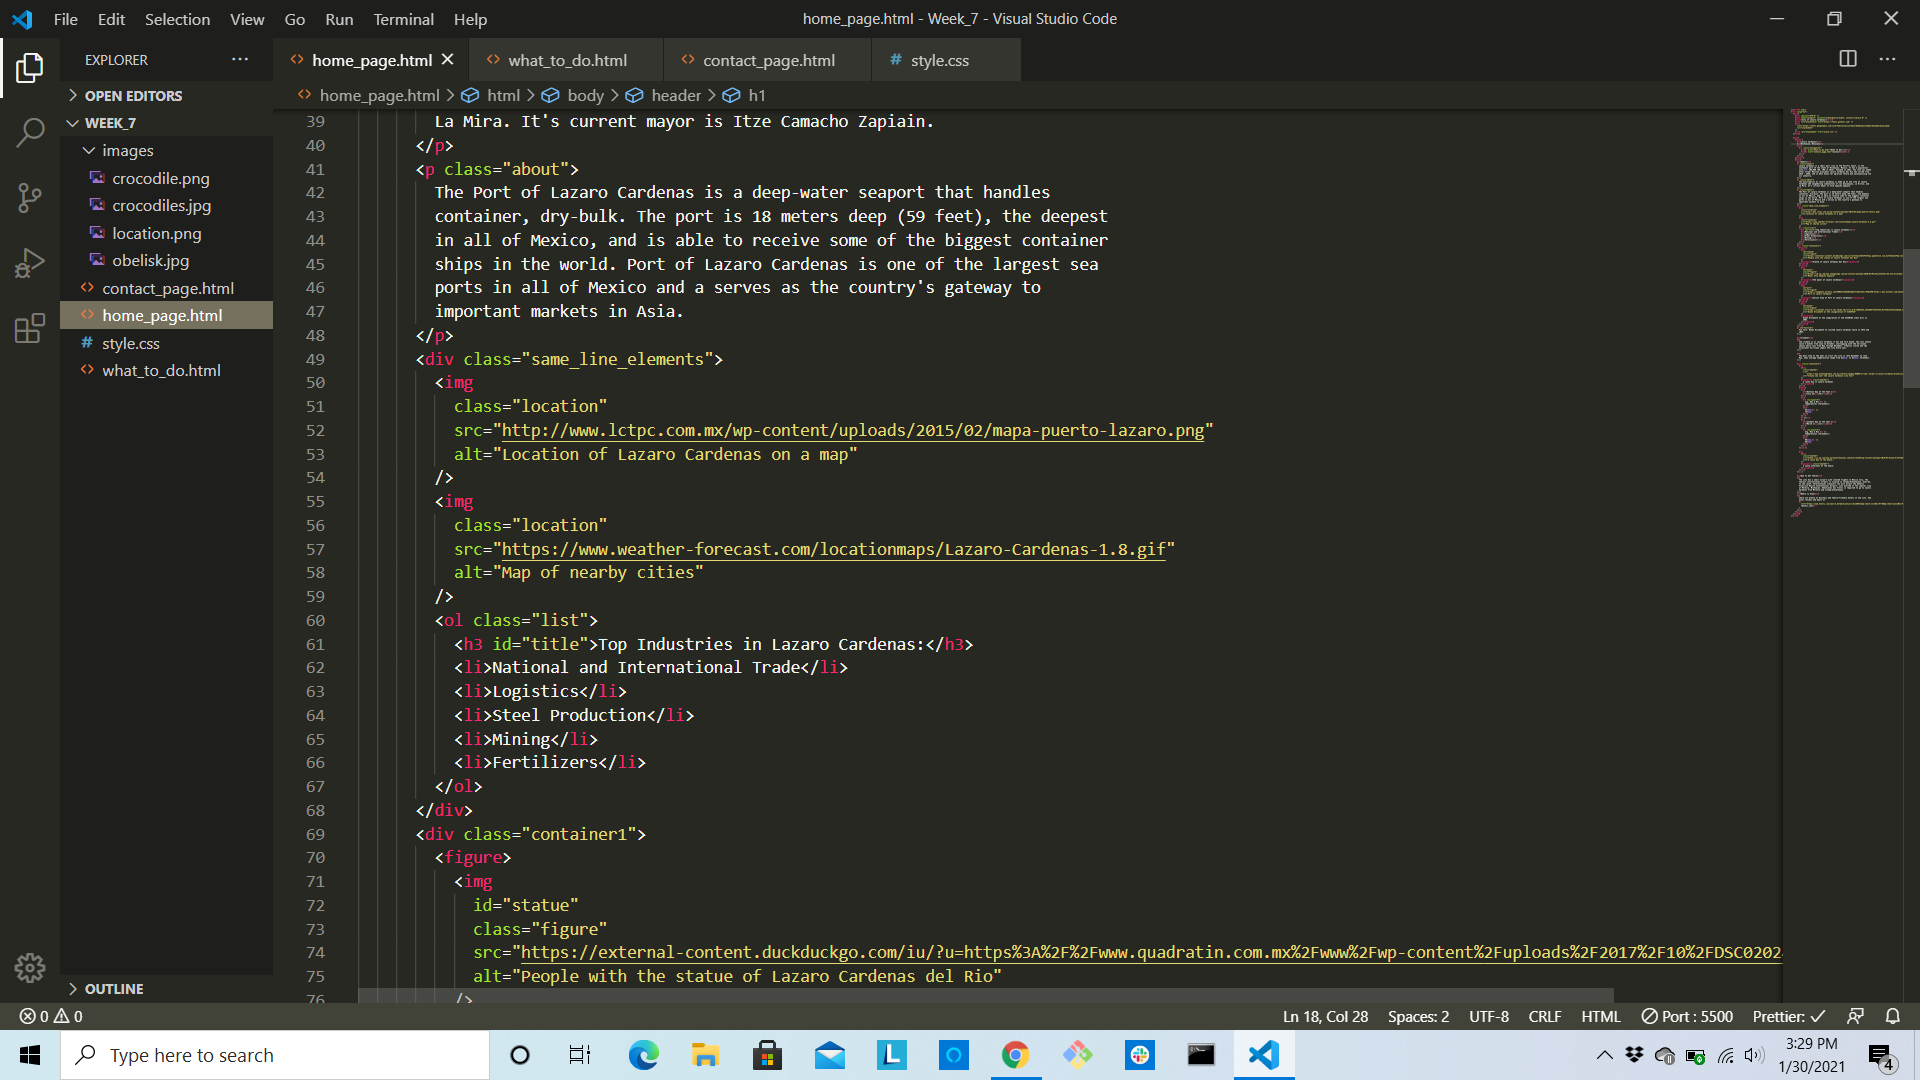 File Edit Selection View Go Run Terminal Help
home_page.html - Week_7 - Visual Studio Code
EXPLORER
OPEN EDITORS
WEEK_7
images
crocodile.png
crocodiles.jpg
location.png
obelisk.jpg
contact_page.html
home_page.html
style.css
what_to_do.html
OUTLINE
home_page.html what_to_do.html contact_page.html # style.css
home_page.html > html > body > header > h1
39 La Mira. It's current mayor is Itze Camacho Zapiain.
40 </p>
41 <p class="about">
42 The Port of Lazaro Cardenas is a deep-water seaport that handles
43 container, dry-bulk. The port is 18 meters deep (59 feet), the deepest
44 in all of Mexico, and is able to receive some of the biggest container
45 ships in the world. Port of Lazaro Cardenas is one of the largest sea
46 ports in all of Mexico and a serves as the country's gateway to
47 important markets in Asia.
48 </p>
49 <div class="same_line_elements">
50 <img
51 class="location"
52 src="http://www.lctpc.com.mx/wp-content/uploads/2015/02/mapa-puerto-lazaro.png"
53 alt="Location of Lazaro Cardenas on a map"
54 />
55 <img
56 class="location"
57 src="https://www.weather-forecast.com/locationmaps/Lazaro-Cardenas-1.8.gif"
58 alt="Map of nearby cities"
59 />
60 <ol class="list">
61 <h3 id="title">Top Industries in Lazaro Cardenas:</h3>
62 <li>National and International Trade</li>
63 <li>Logistics</li>
64 <li>Steel Production</li>
65 <li>Mining</li>
66 <li>Fertilizers</li>
67 </ol>
68 </div>
69 <div class="container1">
70 <figure>
71 <img
72 id="statue"
73 class="figure"
74 src="https://external-content.duckduckgo.com/iu/?u=https%3A%2F%2Fwww.quadratin.com.mx%2Fwww%2Fwp-content%2Fuploads%2F2017%2F10%2FDSC0202
75 alt="People with the statue of Lazaro Cardenas del Rio"
76 />
0 0
Ln 18, Col 28 Spaces: 2 UTF-8 CRLF HTML Port : 5500 Prettier: ✓
Type here to search
3:29 PM
1/30/2021
4